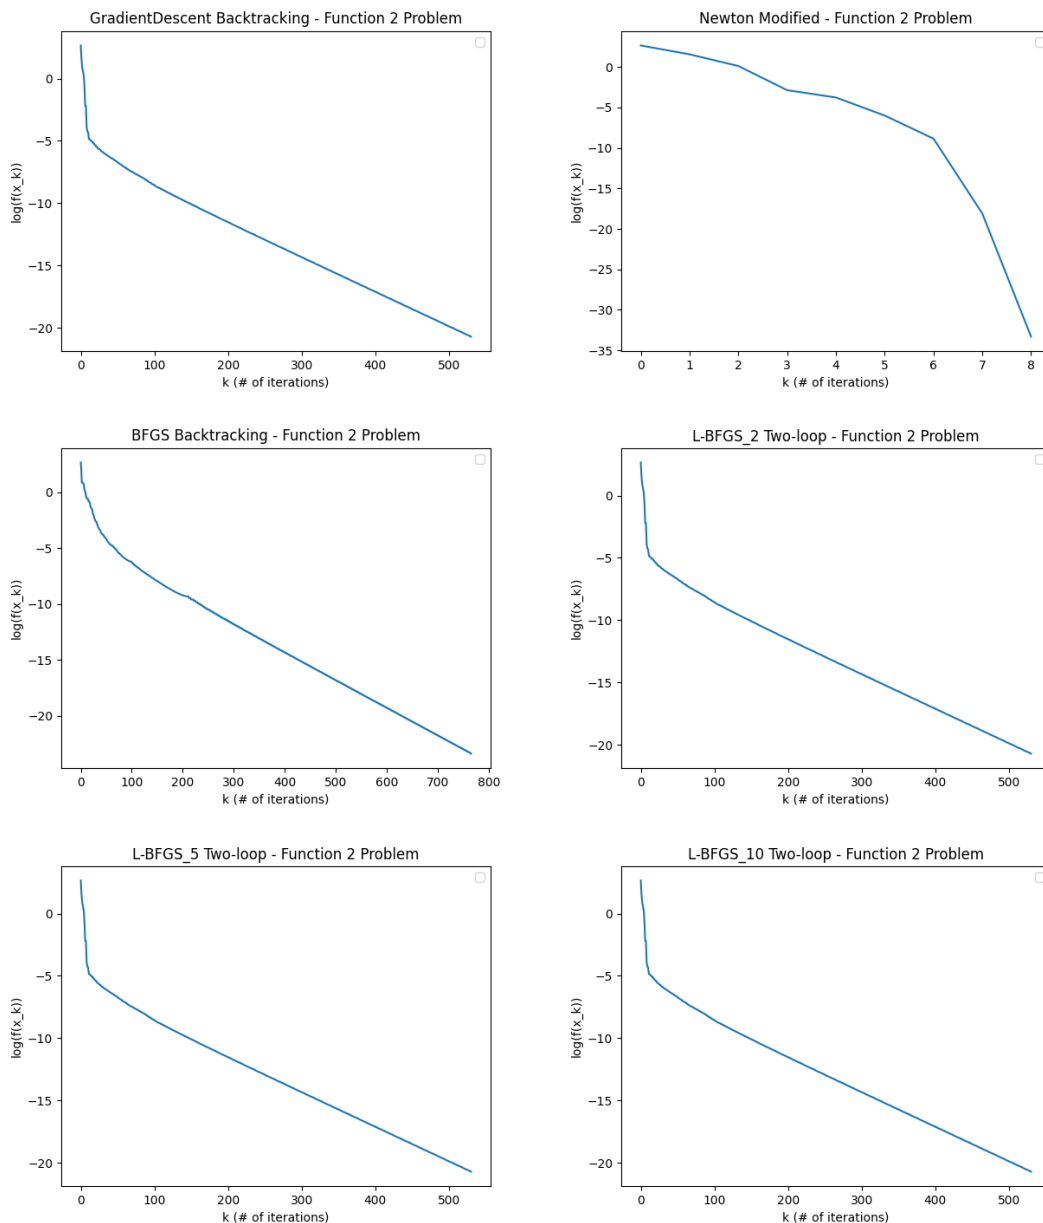 GradientDescent Backtracking - Function 2 Problem
log(f(x_k))
0
−5
−10
−15
−20
0 100 200 300 400 500
k (# of iterations)
Newton Modified - Function 2 Problem
log(f(x_k))
0
−5
−10
−15
−20
−25
−30
−35
0 1 2 3 4 5 6 7 8
k (# of iterations)
BFGS Backtracking - Function 2 Problem
log(f(x_k))
0
−5
−10
−15
−20
0 100 200 300 400 500 600 700 800
k (# of iterations)
L-BFGS_2 Two-loop - Function 2 Problem
log(f(x_k))
0
−5
−10
−15
−20
0 100 200 300 400 500
k (# of iterations)
L-BFGS_5 Two-loop - Function 2 Problem
log(f(x_k))
0
−5
−10
−15
−20
0 100 200 300 400 500
k (# of iterations)
L-BFGS_10 Two-loop - Function 2 Problem
log(f(x_k))
0
−5
−10
−15
−20
0 100 200 300 400 500
k (# of iterations)